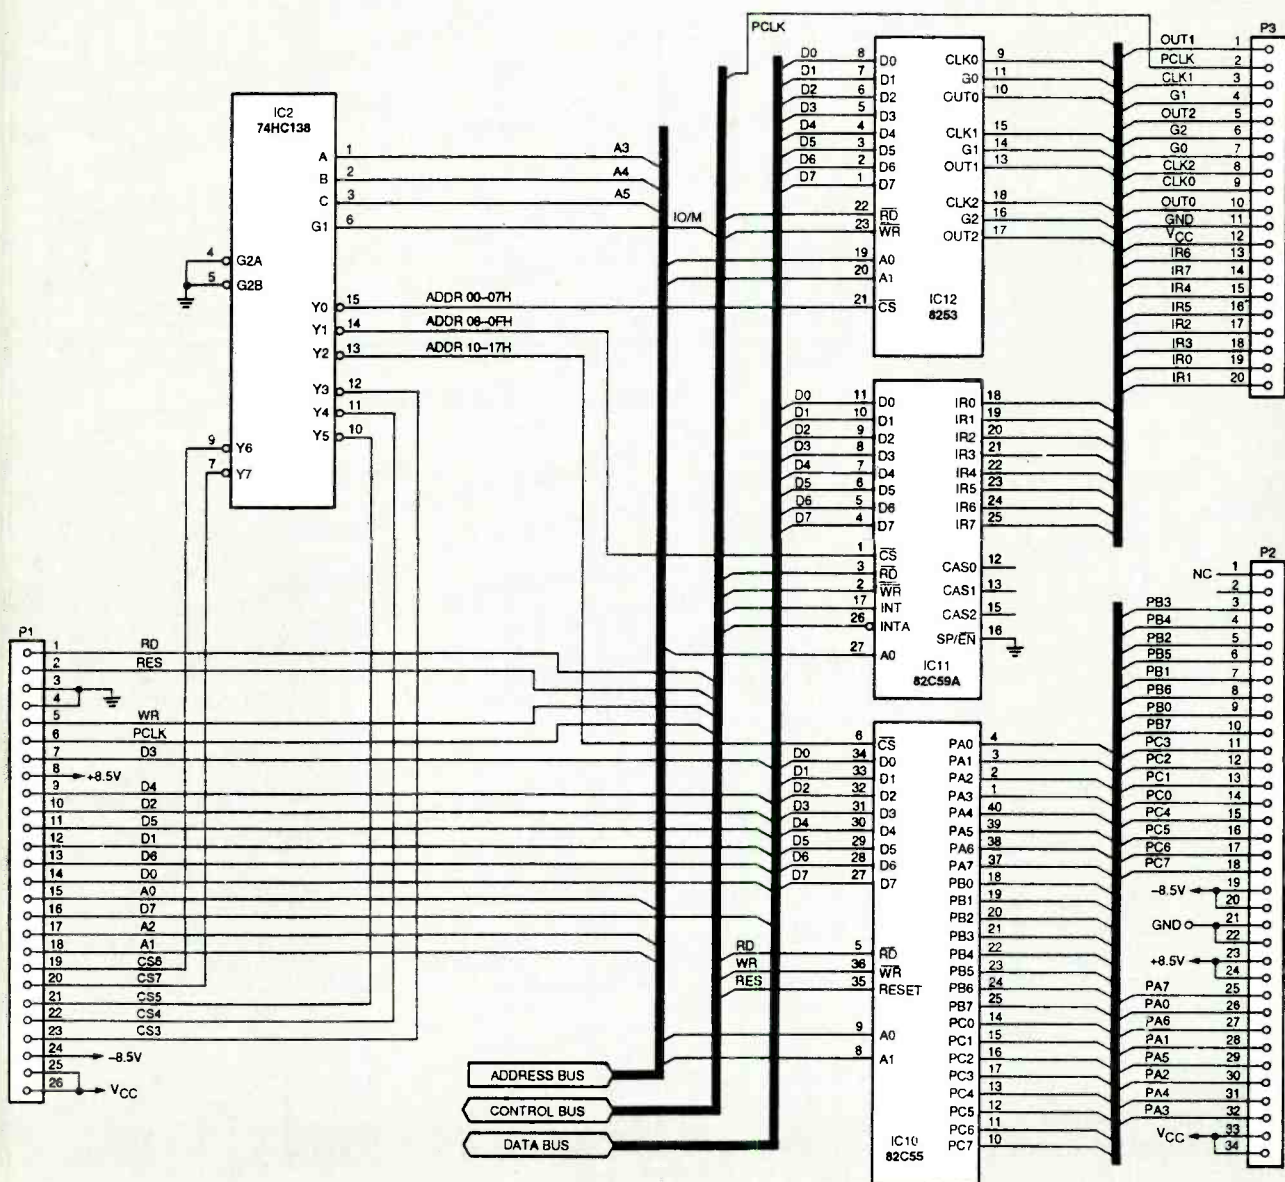 PCLK
IC2
74HC138
A 1 A3
B 2 A4
C 3 A5
G1 6 IO/M
4 G2A
5 G2B
Y0 15 ADDR 00–07H
Y1 14 ADDR 08–0FH
Y2 13 ADDR 10–17H
Y3 12
Y4 11
Y5 10
9 Y6
7 Y7
P1
1 RD
2 RES
3
4
5 WR
6 PCLK
7 D3
8 +8.5V
9 D4
10 D2
11 D5
12 D1
13 D6
14 D0
15 A0
16 D7
17 A2
18 A1
19 CS6
20 CS7
21 CS5
22 CS4
23 CS3
24 –8.5V
25
26 VCC
ADDRESS BUS
CONTROL BUS
DATA BUS
D0 8 D0
D1 7 D1
D2 6 D2
D3 5 D3
D4 4 D4
D5 3 D5
D6 2 D6
D7 1 D7
22 RD
23 WR
19 A0
20 A1
21 CS
CLK0 9
G0 11
OUT0 10
CLK1 15
G1 14
OUT1 13
CLK2 18
G2 16
OUT2 17
IC12
8253
D0 11 D0
D1 10 D1
D2 9 D2
D3 8 D3
D4 7 D4
D5 6 D5
D6 5 D6
D7 4 D7
1 CS
3 RD
2 WR
17 INT
26 INTA
27 A0
IR0 18
IR1 19
IR2 20
IR3 21
IR4 22
IR5 23
IR6 24
IR7 25
CAS0 12
CAS1 13
CAS2 15
SP/EN 16
IC11
82C59A
6 CS
D0 34 D0
D1 33 D1
D2 32 D2
D3 31 D3
D4 30 D4
D5 29 D5
D6 28 D6
D7 27 D7
RD 5 RD
WR 36 WR
RES 35 RESET
9 A0
8 A1
PA0 4
PA1 3
PA2 2
PA3 1
PA4 40
PA5 39
PA6 38
PA7 37
PB0 18
PB1 19
PB2 20
PB3 21
PB4 22
PB5 23
PB6 24
PB7 25
PC0 14
PC1 15
PC2 16
PC3 17
PC4 13
PC5 12
PC6 11
PC7 10
IC10
82C55
P3
OUT1 1
PCLK 2
CLK1 3
G1 4
OUT2 5
G2 6
G0 7
CLK2 8
CLK0 9
OUT0 10
GND 11
VCC 12
IR6 13
IR7 14
IR4 15
IR5 16
IR2 17
IR3 18
IR0 19
IR1 20
P2
NC 1
2
PB3 3
PB4 4
PB2 5
PB5 6
PB1 7
PB6 8
PB0 9
PB7 10
PC3 11
PC2 12
PC1 13
PC0 14
PC4 15
PC5 16
PC6 17
PC7 18
–8.5V 19
20
GND 21
22
+8.5V 23
24
PA7 25
PA0 26
PA6 27
PA1 28
PA5 29
PA2 30
PA4 31
PA3 32
VCC 33
34